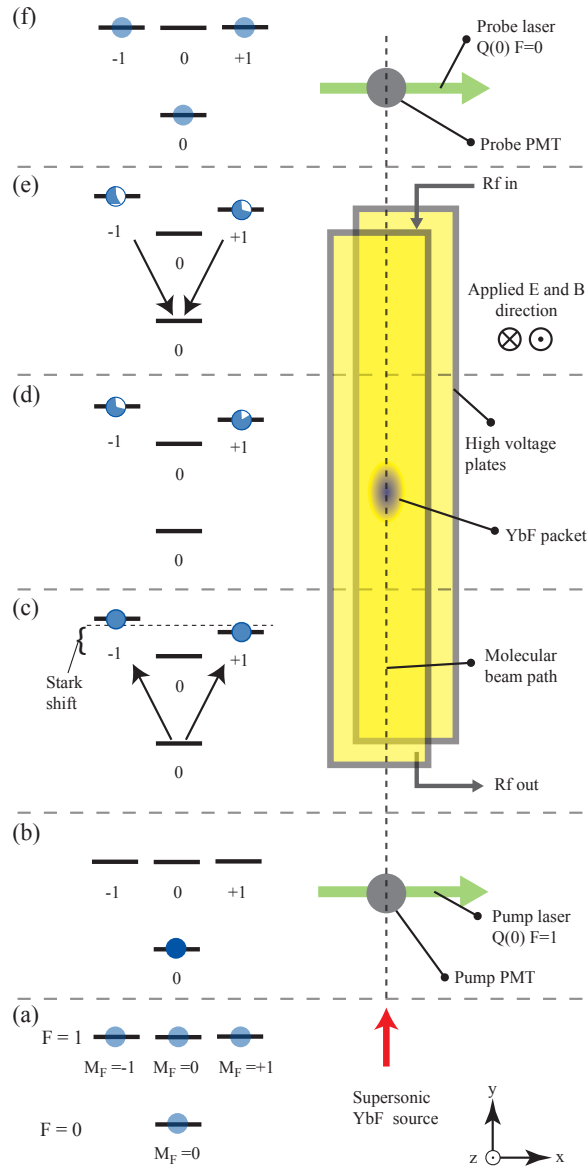 (f)
-1 0 +1
0
Probe laser
Q(0) F=0
Probe PMT
(e)
-1
0
+1
0
Rf in
Applied E and B
direction
(d)
-1
0
+1
0
High voltage
plates
YbF packet
(c)
Stark
shift
{
-1
0
+1
0
Molecular
beam path
Rf out
(b)
-1 0 +1
0
Pump laser
Q(0) F=1
Pump PMT
(a)
F = 1
M_F =-1 M_F =0 M_F =+1
F = 0
M_F =0
Supersonic
YbF source
y
z x